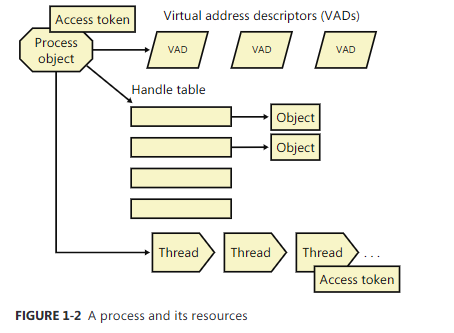 Access token
Virtual address descriptors (VADs)
Process
object
VAD
VAD
VAD
Handle table
Object
Object
Thread
Thread
Thread
. . .
Access token
FIGURE 1-2 A process and its resources